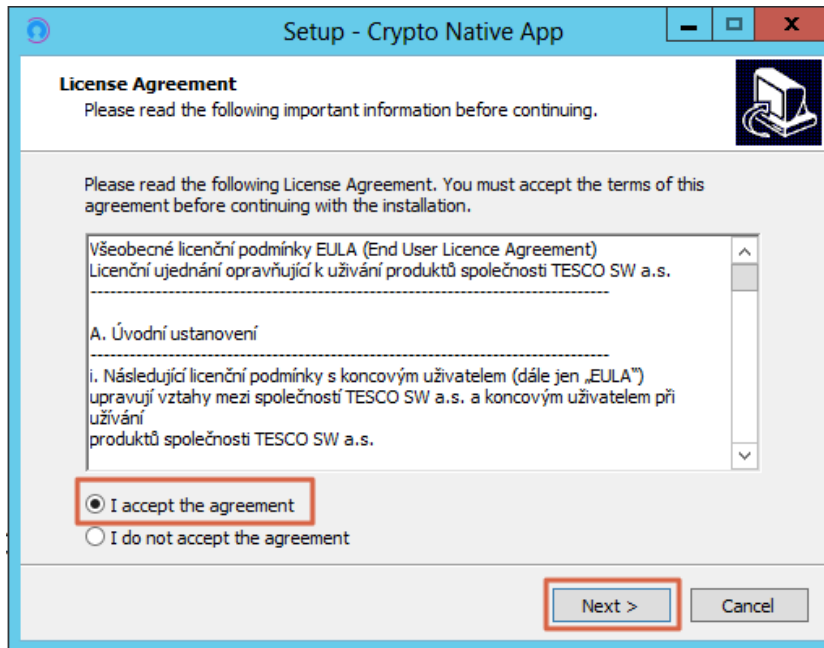 Setup - Crypto Native App
License Agreement
Please read the following important information before continuing.
Please read the following License Agreement. You must accept the terms of this
agreement before continuing with the installation.
Všeobecné licenční podmínky EULA (End User Licence Agreement)
Licenční ujednání opravňující k užívání produktů společnosti TESCO SW a.s.
--------------------------------------------------------------------------------
A. Úvodní ustanovení
--------------------------------------------------------------------------------
i. Následující licenční podmínky s koncovým uživatelem (dále jen „EULA“)
upravují vztahy mezi společností TESCO SW a.s. a koncovým uživatelem při
užívání
produktů společnosti TESCO SW a.s.
I accept the agreement
I do not accept the agreement
Next >
Cancel